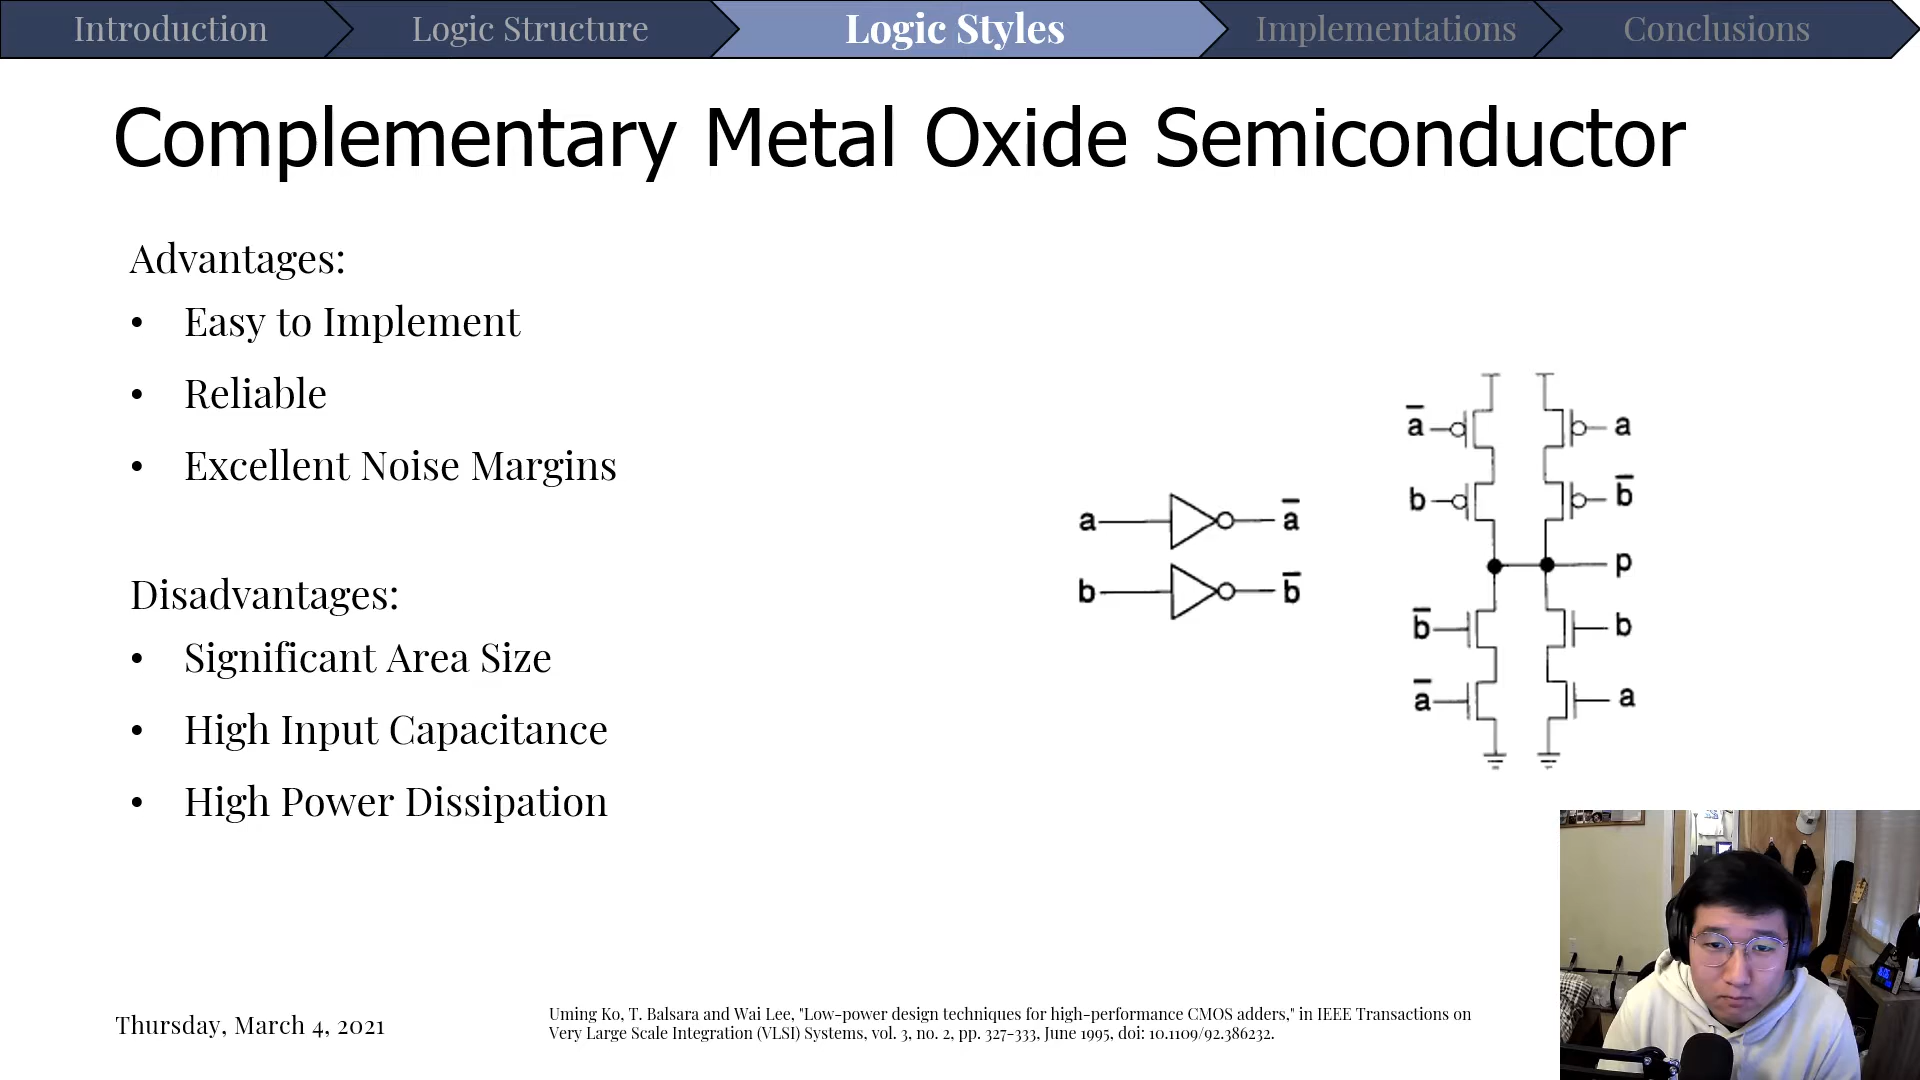 Introduction
Logic Structure
Logic Styles
Implementations
Conclusions
Complementary Metal Oxide Semiconductor
Advantages:
• Easy to Implement
• Reliable
• Excellent Noise Margins
Disadvantages:
• Significant Area Size
• High Input Capacitance
• High Power Dissipation
a a̅
b b̅
a̅ a
b b̅
p
b̅ b
a̅ a
Thursday, March 4, 2021
Uming Ko, T. Balsara and Wai Lee, "Low-power design techniques for high-performance CMOS adders," in IEEE Transactions on
Very Large Scale Integration (VLSI) Systems, vol. 3, no. 2, pp. 327-333, June 1995, doi: 10.1109/92.386232.